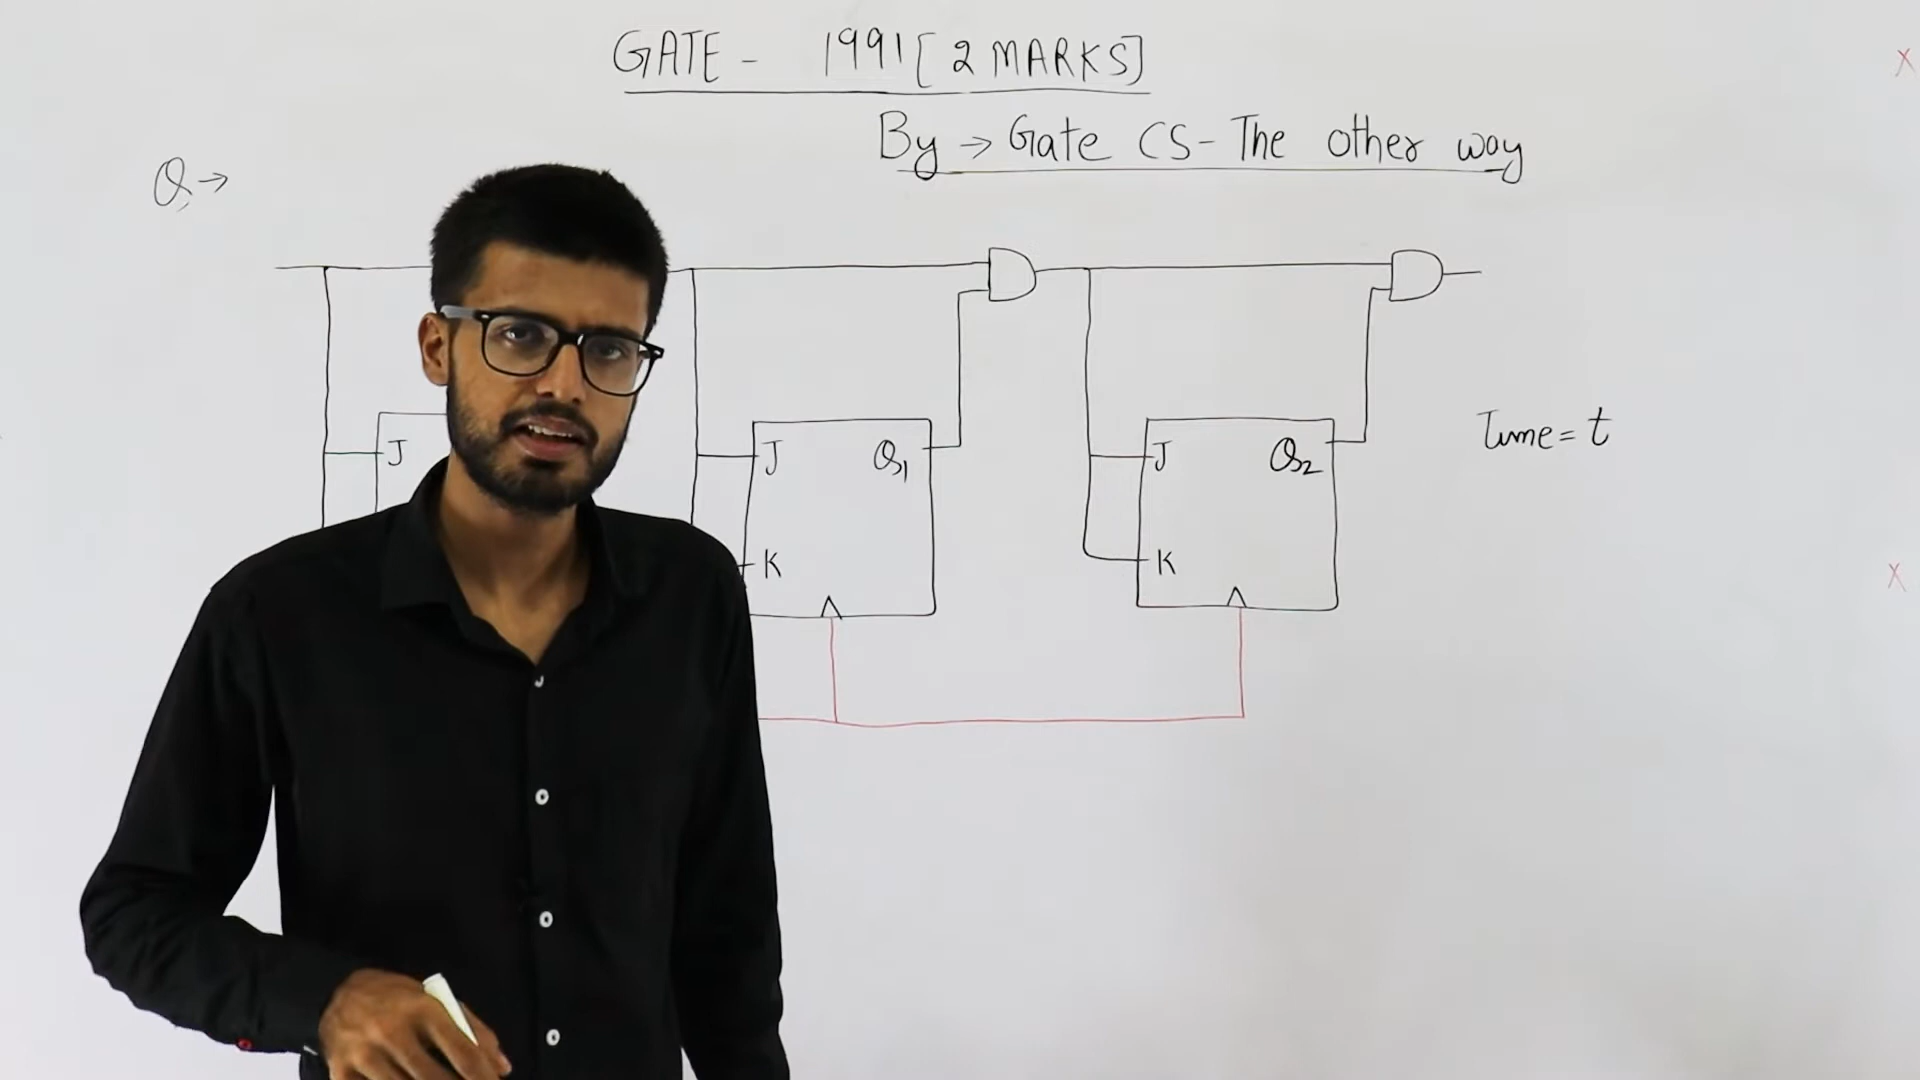 GATE - 1991 [2 MARKS]
By → Gate CS - The other way
Q →
J
J Q1
K
J Q2
K
Time = t
X
X